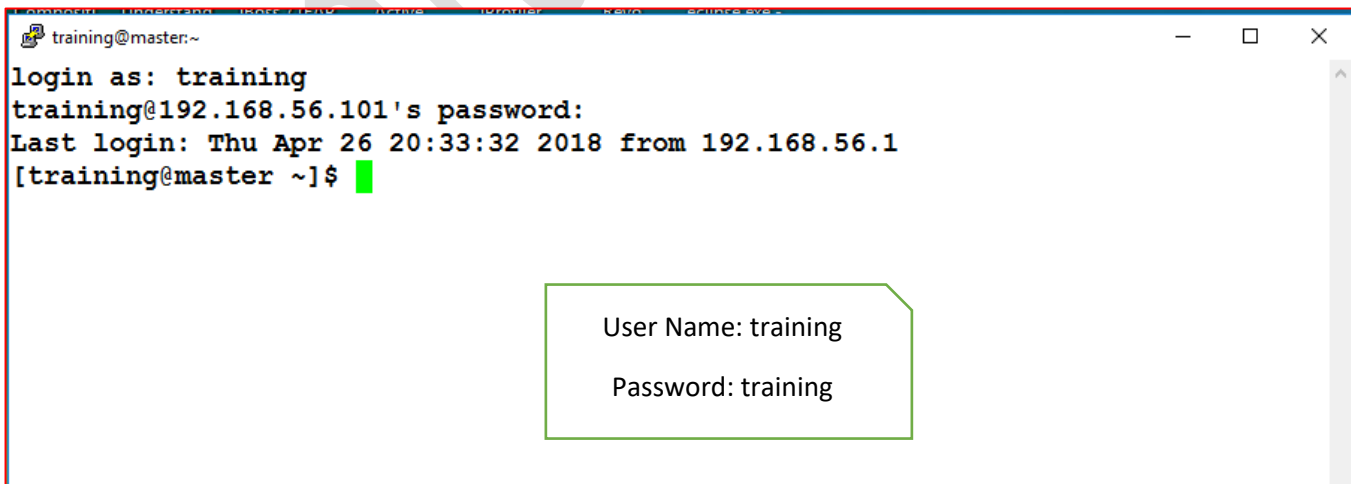 training@master:~
login as: training
training@192.168.56.101's password:
Last login: Thu Apr 26 20:33:32 2018 from 192.168.56.1
[training@master ~]$
User Name: training
Password: training